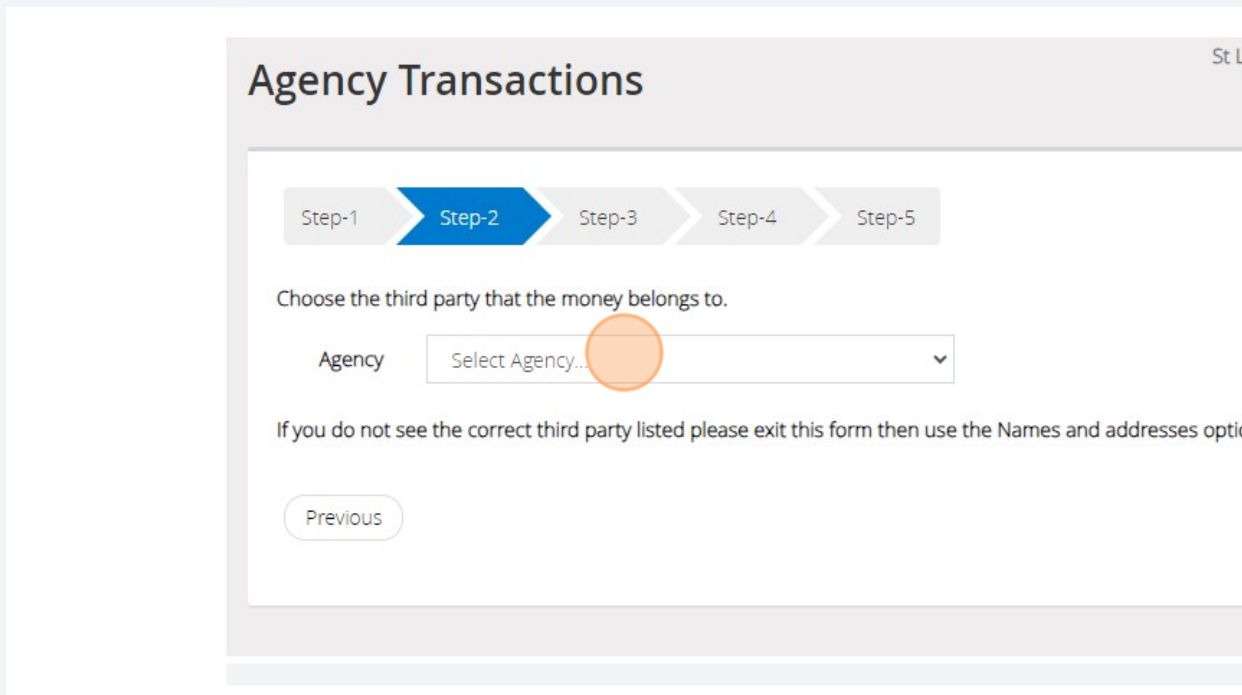 St L
Agency Transactions
Step-1 Step-2 Step-3 Step-4 Step-5
Choose the third party that the money belongs to.
Agency Select Agency...
If you do not see the correct third party listed please exit this form then use the Names and addresses
Previous